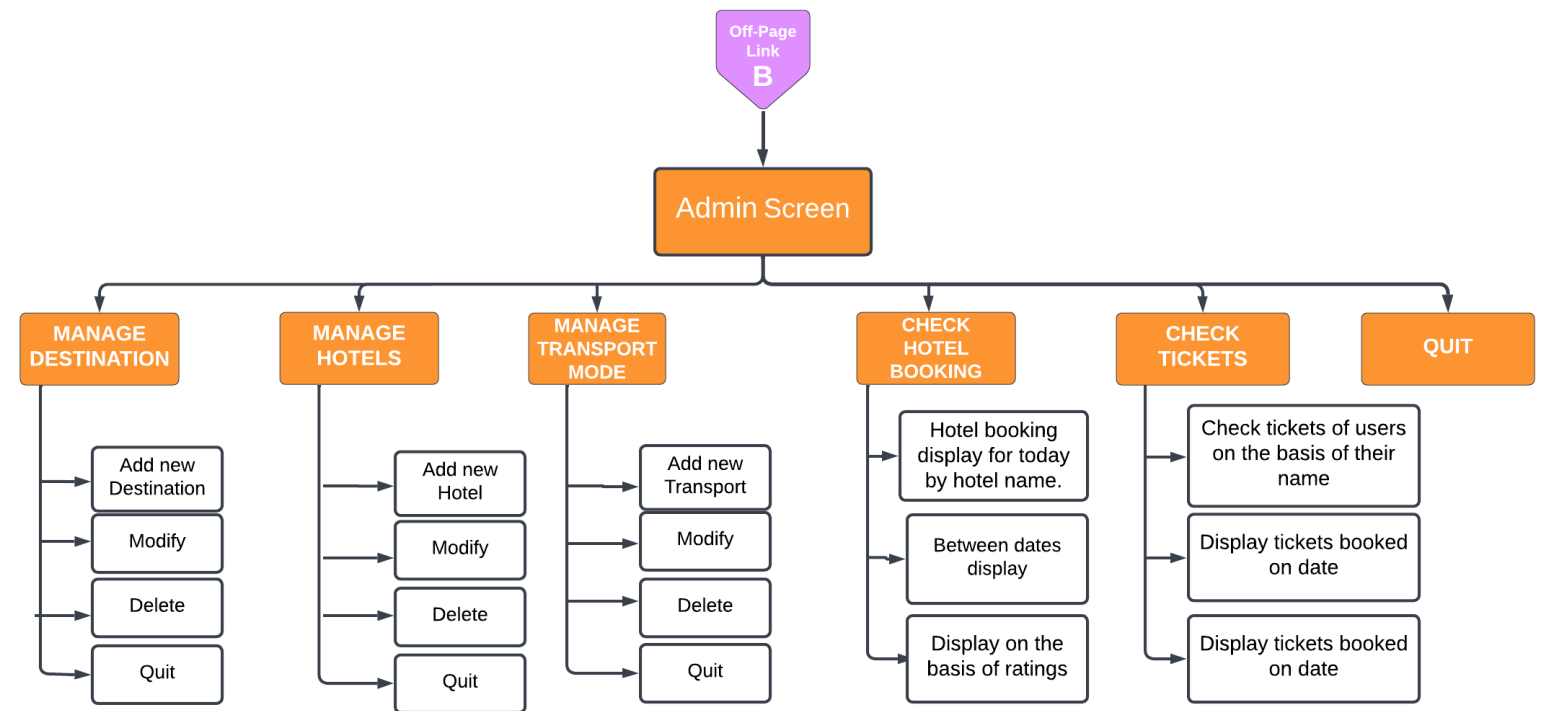 Off-Page
Link
B
Admin Screen
MANAGE
DESTINATION
MANAGE
HOTELS
MANAGE
TRANSPORT
MODE
CHECK
HOTEL
BOOKING
CHECK
TICKETS
QUIT
Add new
Destination
Modify
Delete
Quit
Add new
Hotel
Modify
Delete
Quit
Add new
Transport
Modify
Delete
Quit
Hotel booking
display for today
by hotel name.
Between dates
display
Display on the
basis of ratings
Check tickets of users
on the basis of their
name
Display tickets booked
on date
Display tickets booked
on date